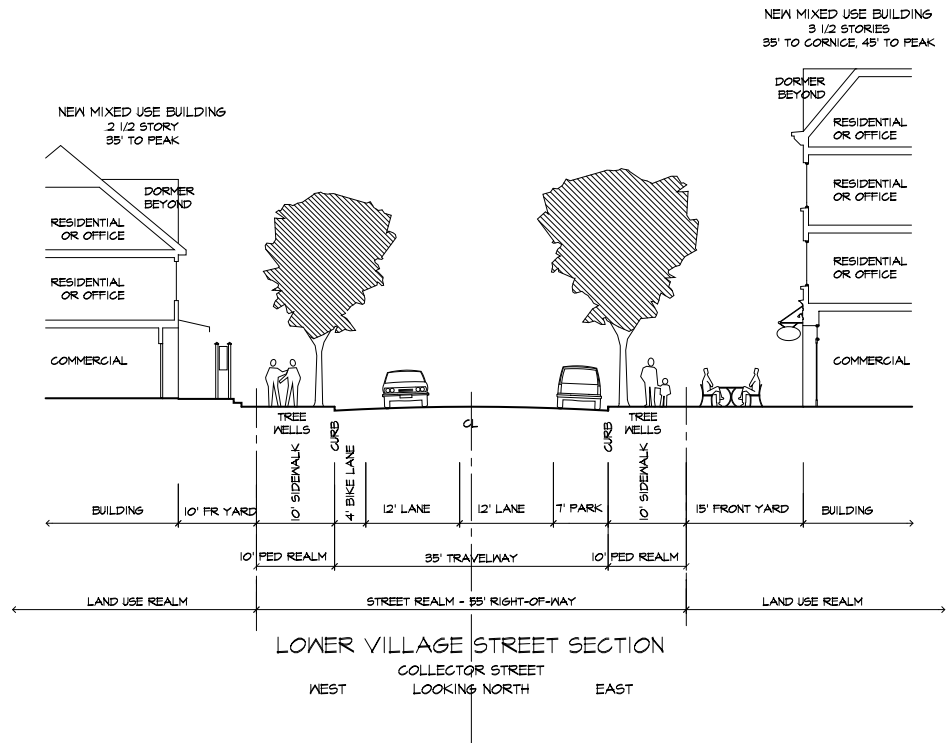 NEW MIXED USE BUILDING
3 1/2 STORIES
35' TO CORNICE, 45' TO PEAK
DORMER
BEYOND
RESIDENTIAL
OR OFFICE
RESIDENTIAL
OR OFFICE
RESIDENTIAL
OR OFFICE
COMMERCIAL
NEW MIXED USE BUILDING
2 1/2 STORY
35' TO PEAK
DORMER
BEYOND
RESIDENTIAL
OR OFFICE
RESIDENTIAL
OR OFFICE
COMMERCIAL
TREE
WELLS
CURB
CL
CURB
TREE
WELLS
10' SIDEWALK
4' BIKE LANE
10' SIDEWALK
BUILDING
10' FR YARD
12' LANE
12' LANE
7' PARK
15' FRONT YARD
BUILDING
10' PED REALM
35' TRAVELWAY
10' PED REALM
LAND USE REALM
STREET REALM - 55' RIGHT-OF-WAY
LAND USE REALM
LOWER VILLAGE STREET SECTION
COLLECTOR STREET
WEST LOOKING NORTH EAST